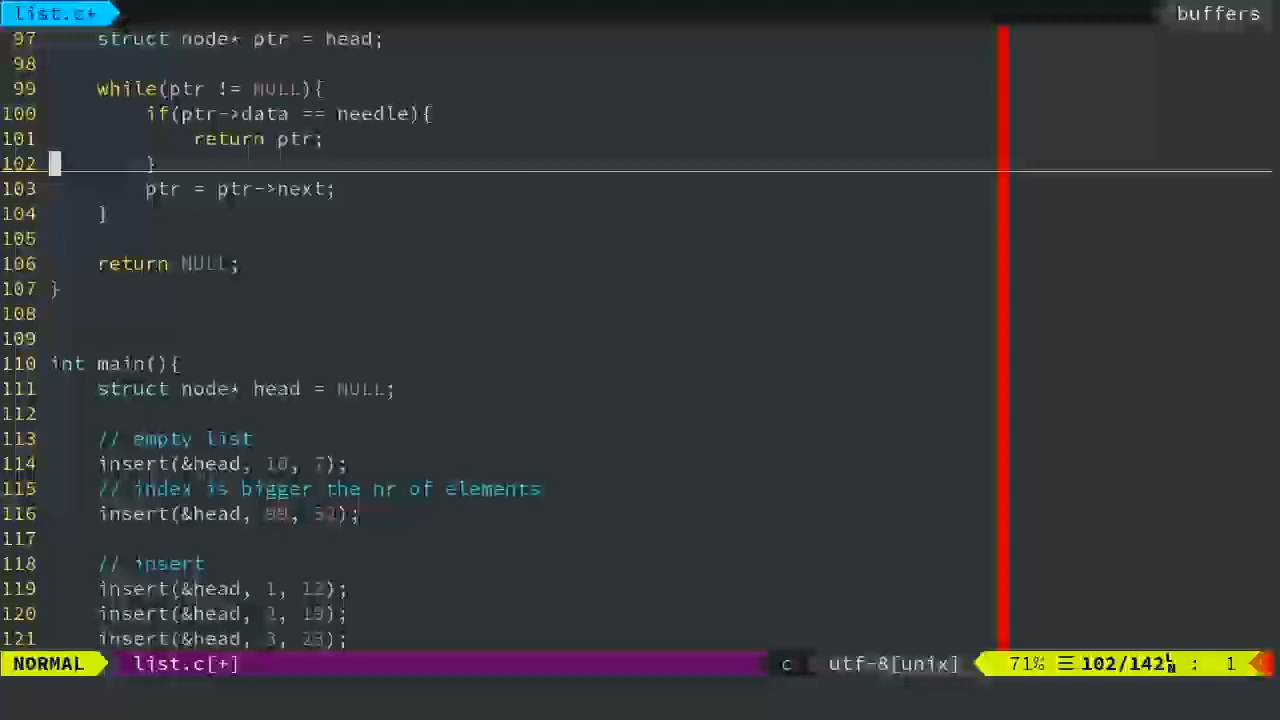 list.c+ buffers
97 struct node* ptr = head;
98
99 while(ptr != NULL){
100 if(ptr->data == needle){
101 return ptr;
102 }
103 ptr = ptr->next;
104 }
105
106 return NULL;
107 }
108
109
110 int main(){
111 struct node* head = NULL;
112
113 // empty list
114 insert(&head, 10, 7);
115 // index is bigger the nr of elements
116 insert(&head, 99, );
117
118 // insert
119 insert(&head, 1, 12);
120 insert(&head, 2, 19);
121 insert(&head, 3, 23);
NORMAL list.c[+] c utf-8[unix] 71% ☰ 102/142 : 1